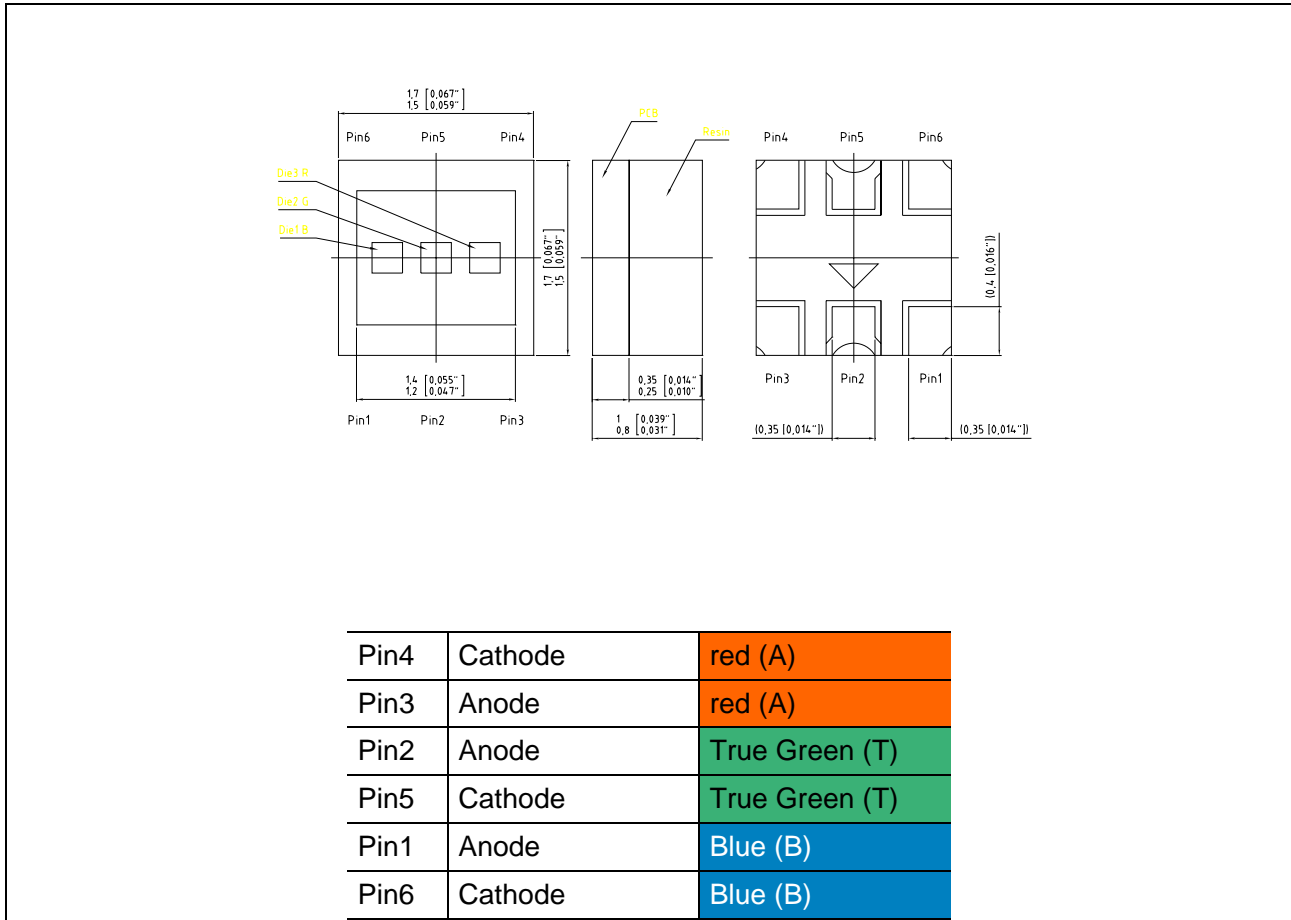 1,7 [0,067"]
1,5 [0,059"]
Pin6 Pin5 Pin4
Die3 R
Die2 G
Die1 B
1,7 [0,067"]
1,5 [0,059"]
1,4 [0,055"]
1,2 [0,047"]
Pin1 Pin2 Pin3
PCB
Resin
0,35 [0,014"]
0,25 [0,010"]
1 [0,039"]
0,8 [0,031"]
Pin4 Pin5 Pin6
(0,4 [0,016"])
Pin3 Pin2 Pin1
(0,35 [0,014"]) (0,35 [0,014"])
Pin4 Cathode red (A)
Pin3 Anode red (A)
Pin2 Anode True Green (T)
Pin5 Cathode True Green (T)
Pin1 Anode Blue (B)
Pin6 Cathode Blue (B)